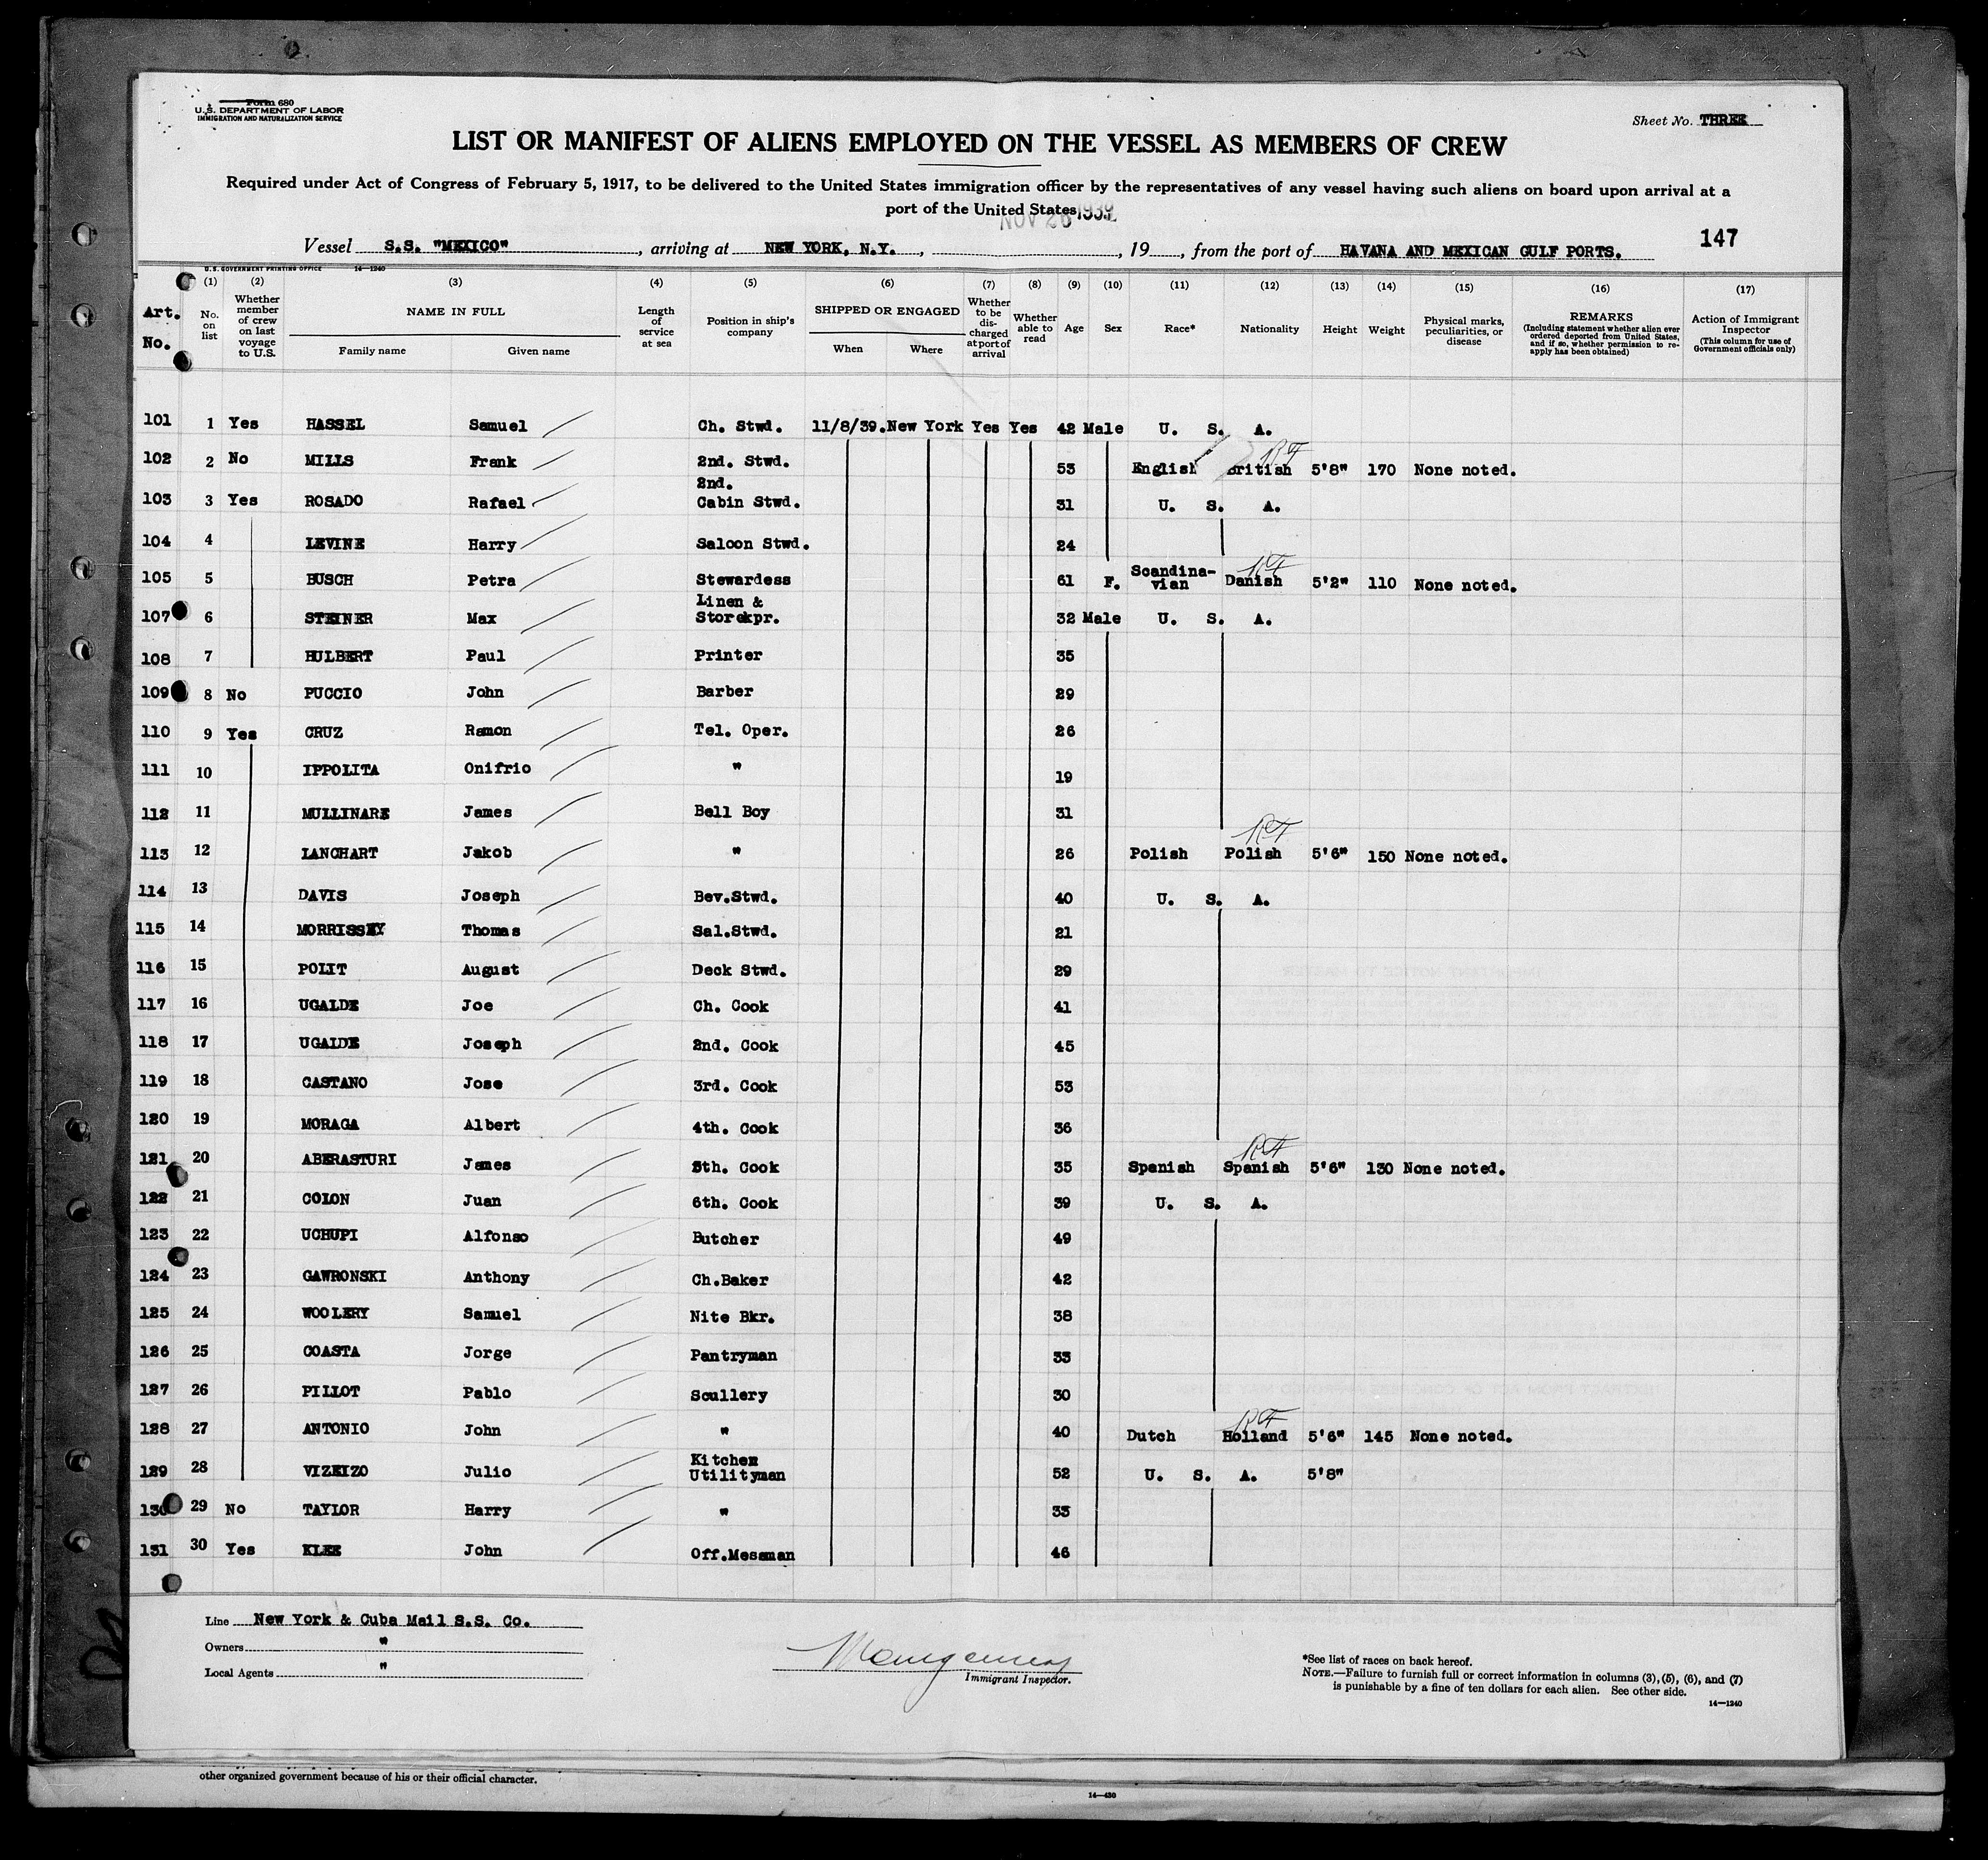 Form 680
U.S. DEPARTMENT OF LABOR
IMMIGRATION AND NATURALIZATION SERVICE
Sheet No. THREE
LIST OR MANIFEST OF ALIENS EMPLOYED ON THE VESSEL AS MEMBERS OF CREW
Required under Act of Congress of February 5, 1917, to be delivered to the United States immigration officer by the representatives of any vessel having such aliens on board upon arrival at a
port of the United States
NOV 26 1939
147
Vessel S.S. "MEXICO", arriving at NEW YORK, N.Y., , 19 , from the port of HAVANA AND MEXICAN GULF PORTS.
U.S. GOVERNMENT PRINTING OFFICE 14—1240
Art. No. (1) No. on list (2) Whether member of crew on last voyage to U.S. (3) NAME IN FULL Family name Given name (4) Length of service at sea (5) Position in ship's company (6) SHIPPED OR ENGAGED When Where (7) Whether to be discharged at port of arrival (8) Whether able to read (9) Age (10) Sex (11) Race* (12) Nationality (13) Height (14) Weight (15) Physical marks, peculiarities, or disease (16) REMARKS (Including statement whether alien ever ordered deported from United States, and if so, whether permission to re-apply has been obtained) (17) Action of Immigrant Inspector (This column for use of Government officials only)
101 1 Yes HASSEL Samuel Ch. Stwd. 11/8/39. New York Yes Yes 42 Male U. S. A.
102 2 No MILLS Frank 2nd. Stwd. 53 English British 5'8" 170 None noted.
103 3 Yes ROSADO Rafael 2nd. Cabin Stwd. 31 U. S. A.
104 4 LEVINE Harry Saloon Stwd. 24
105 5 BUSCH Petra Stewardess 61 F. Scandina-vian Danish 5'2" 110 None noted.
107 6 STEINER Max Linen & Storekpr. 32 Male U. S. A.
108 7 HULBERT Paul Printer 35
109 8 No PUCCIO John Barber 29
110 9 Yes CRUZ Ramon Tel. Oper. 26
111 10 IPPOLITA Onifrio " 19
112 11 MULLINARE James Bell Boy 31
113 12 LANCHART Jakob " 26 Polish Polish 5'6" 150 None noted.
114 13 DAVIS Joseph Bev.Stwd. 40 U. S. A.
115 14 MORRISSEY Thomas Sal.Stwd. 21
116 15 POLIT August Deck Stwd. 29
117 16 UGALDE Joe Ch. Cook 41
118 17 UGALDE Joseph 2nd. Cook 45
119 18 CASTANO Jose 3rd. Cook 53
120 19 MORAGA Albert 4th. Cook 36
121 20 ABERASTURI James 5th. Cook 35 Spanish Spanish 5'6" 130 None noted.
122 21 COLON Juan 6th. Cook 39 U. S. A.
123 22 UCHUPI Alfonso Butcher 49
124 23 GAWRONSKI Anthony Ch.Baker 42
125 24 WOOLERY Samuel Nite Bkr. 38
126 25 COASTA Jorge Pantryman 33
127 26 PILLOT Pablo Scullery 30
128 27 ANTONIO John " 40 Dutch Holland 5'6" 145 None noted.
129 28 VIZEIZO Julio Kitchen Utilityman 52 U. S. A. 5'8"
130 29 No TAYLOR Harry " 33
131 30 Yes KLEE John Off.Messman 46
Line New York & Cuba Mail S.S. Co.
Owners "
Local Agents "
Immigrant Inspector.
*See list of races on back hereof.
NOTE.—Failure to furnish full or correct information in columns (3), (5), (6), and (7)
is punishable by a fine of ten dollars for each alien. See other side.
14—1240
other organized government because of his or their official character.
14—430